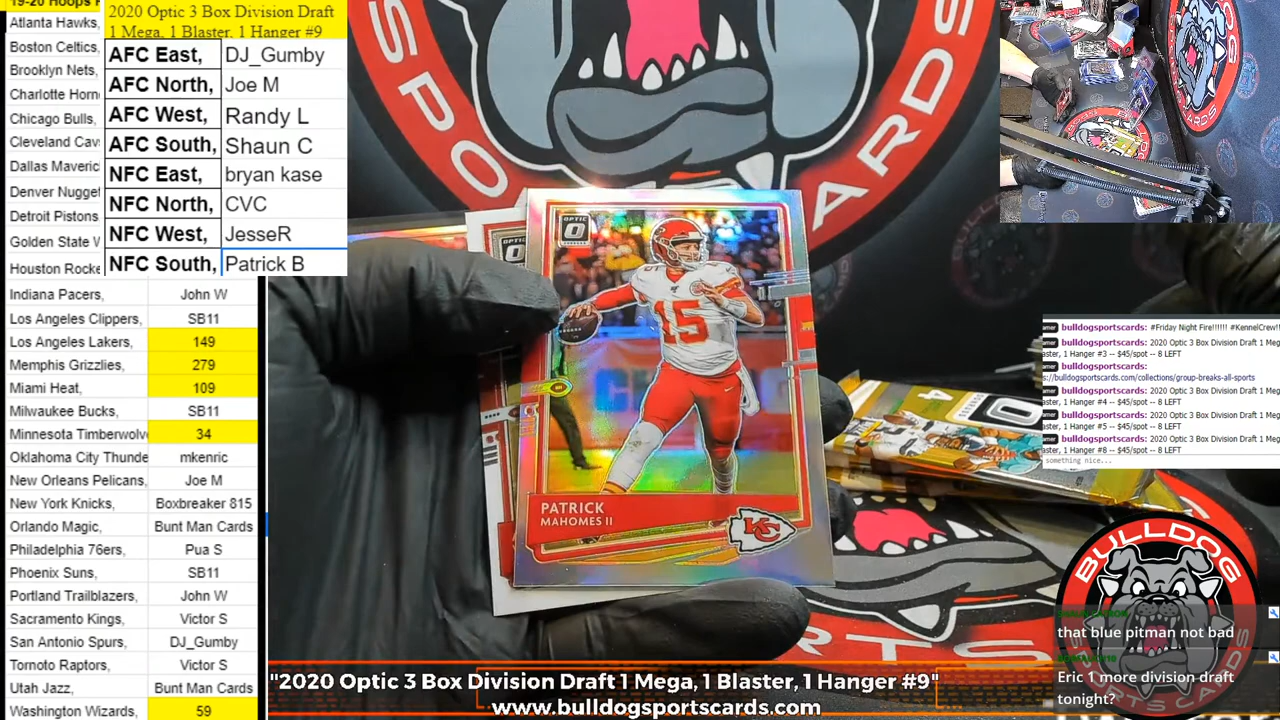 19-20 Hoops
Atlanta Hawks,
Boston Celtics,
Brooklyn Nets,
Charlotte Horn
Chicago Bulls,
Cleveland Cav
Dallas Maveric
Denver Nugget
Detroit Pistons
Golden State
Houston Rocke
Indiana Pacers, John W
Los Angeles Clippers, SB11
Los Angeles Lakers, 149
Memphis Grizzlies, 279
Miami Heat, 109
Milwaukee Bucks, SB11
Minnesota Timberwolv 34
Oklahoma City Thunde mkenric
New Orleans Pelicans, Joe M
New York Knicks, Boxbreaker 815
Orlando Magic, Bunt Man Cards
Philadelphia 76ers, Pua S
Phoenix Suns, SB11
Portland Trailblazers, John W
Sacramento Kings, Victor S
San Antonio Spurs, DJ_Gumby
Tornoto Raptors, Victor S
Utah Jazz, Bunt Man Cards
Washington Wizards, 59
2020 Optic 3 Box Division Draft
1 Mega, 1 Blaster, 1 Hanger #9
AFC East, DJ_Gumby
AFC North, Joe M
AFC West, Randy L
AFC South, Shaun C
NFC East, bryan kase
NFC North, CVC
NFC West, JesseR
NFC South, Patrick B
OPTIC
OPTIC
15
15
PATRICK
MAHOMES II
KC
bulldogsportscards: #Friday Night Fire!!!!!! #KennelCrew!!
bulldogsportscards: 2020 Optic 3 Box Division Draft 1 Meg
aster, 1 Hanger #3 -- $45/spot -- 8 LEFT
bulldogsportscards:
s://bulldogsportscards.com/collections/group-breaks-all-sports
bulldogsportscards: 2020 Optic 3 Box Division Draft 1 Meg
aster, 1 Hanger #4 -- $45/spot -- 8 LEFT
bulldogsportscards: 2020 Optic 3 Box Division Draft 1 Meg
aster, 1 Hanger #5 -- $45/spot -- 8 LEFT
bulldogsportscards: 2020 Optic 3 Box Division Draft 1 Meg
aster, 1 Hanger #8 -- $45/spot -- 8 LEFT
something nice...
BULLDOG
SPORTS CARDS
that blue pitman not bad
Eric 1 more division draft
tonight?
"2020 Optic 3 Box Division Draft 1 Mega, 1 Blaster, 1 Hanger #9"
www.bulldogsportscards.com